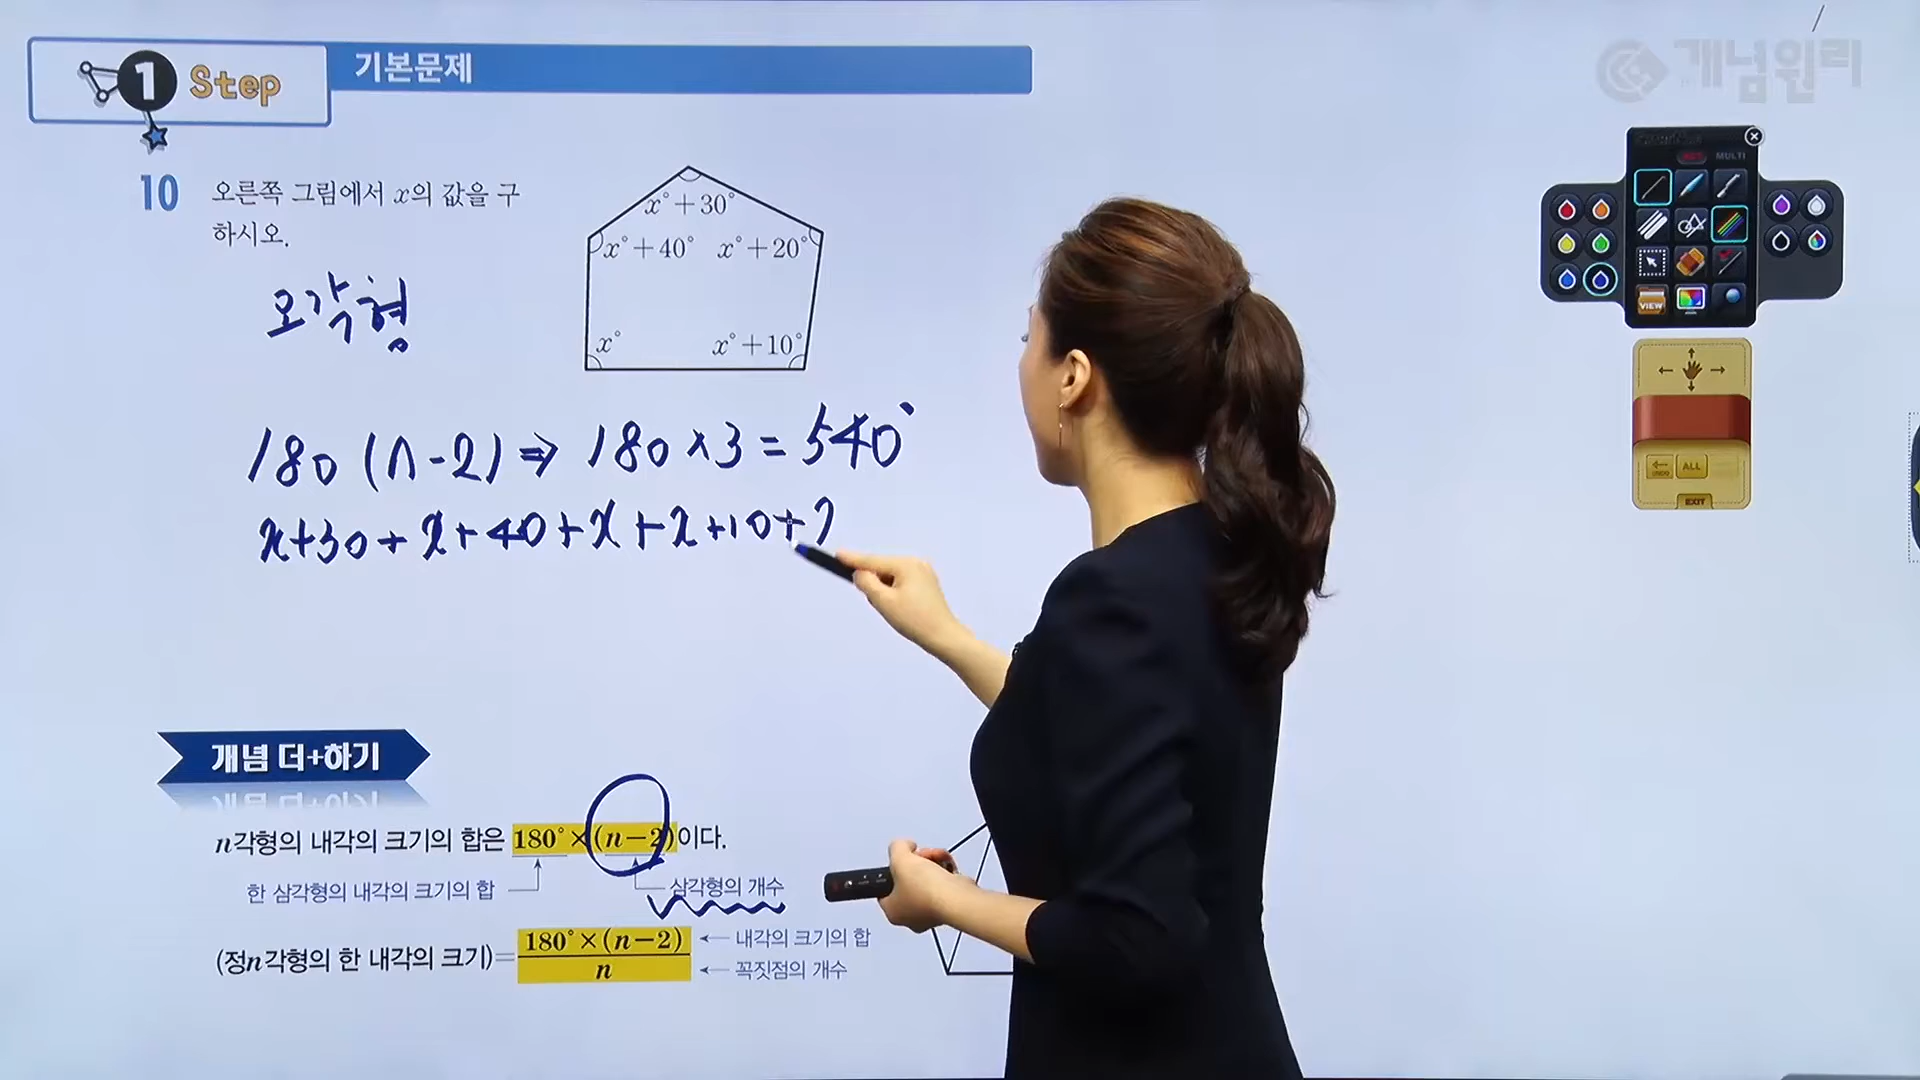 1 Step
기본문제
개념원리
10
오른쪽 그림에서 x의 값을 구
하시오.
x°+30°
x°+40°
x°+20°
x°
x°+10°
오각형
180 (n-2) ⇒ 180×3=540°
x+30+x+40+x+x+10+
개념 더+하기
n각형의 내각의 크기의 합은 180°×(n-2)이다.
한 삼각형의 내각의 크기의 합
삼각형의 개수
(정n각형의 한 내각의 크기)=180°×(n-2)/n
내각의 크기의 합
꼭짓점의 개수
MULTI
VIEW
UNDO
ALL
EXIT